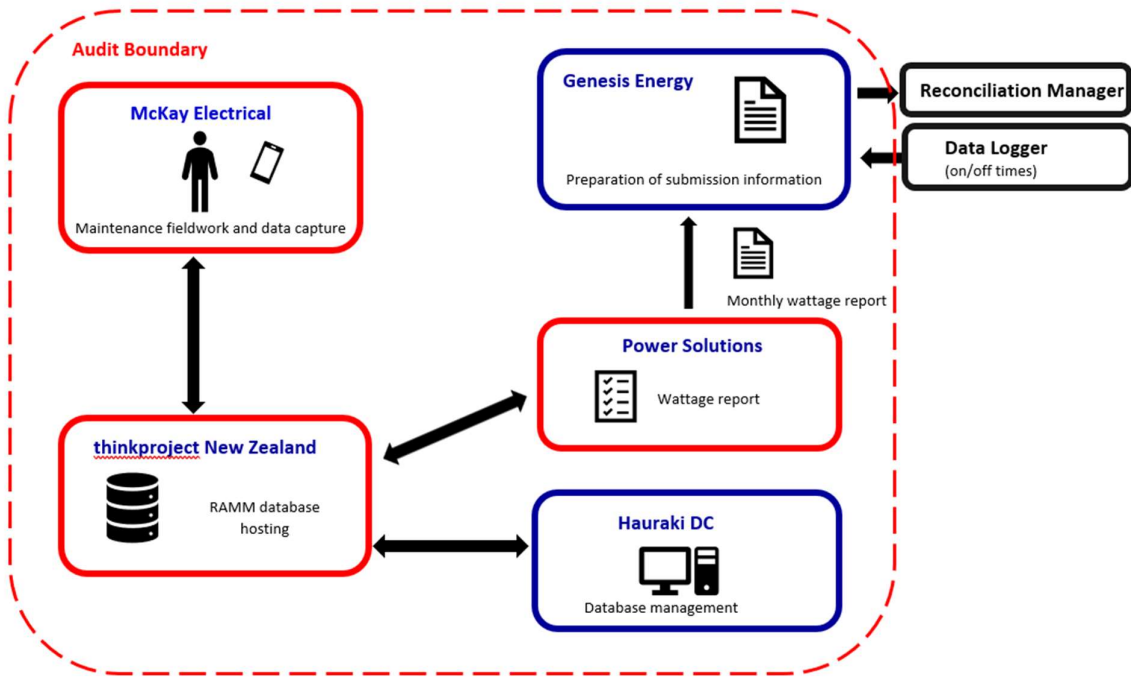 Audit Boundary
McKay Electrical
Maintenance fieldwork and data capture
Genesis Energy
Preparation of submission information
Reconciliation Manager
Data Logger
(on/off times)
Monthly wattage report
Power Solutions
Wattage report
thinkproject New Zealand
RAMM database
hosting
Hauraki DC
Database management